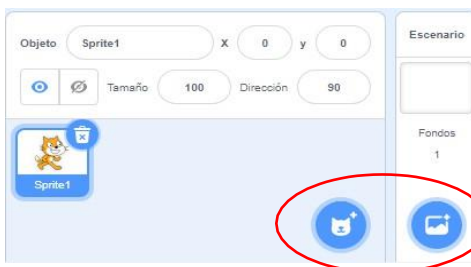 Objeto Sprite1 X 0 y 0
Tamaño 100 Dirección 90
Sprite1
Escenario
Fondos
1